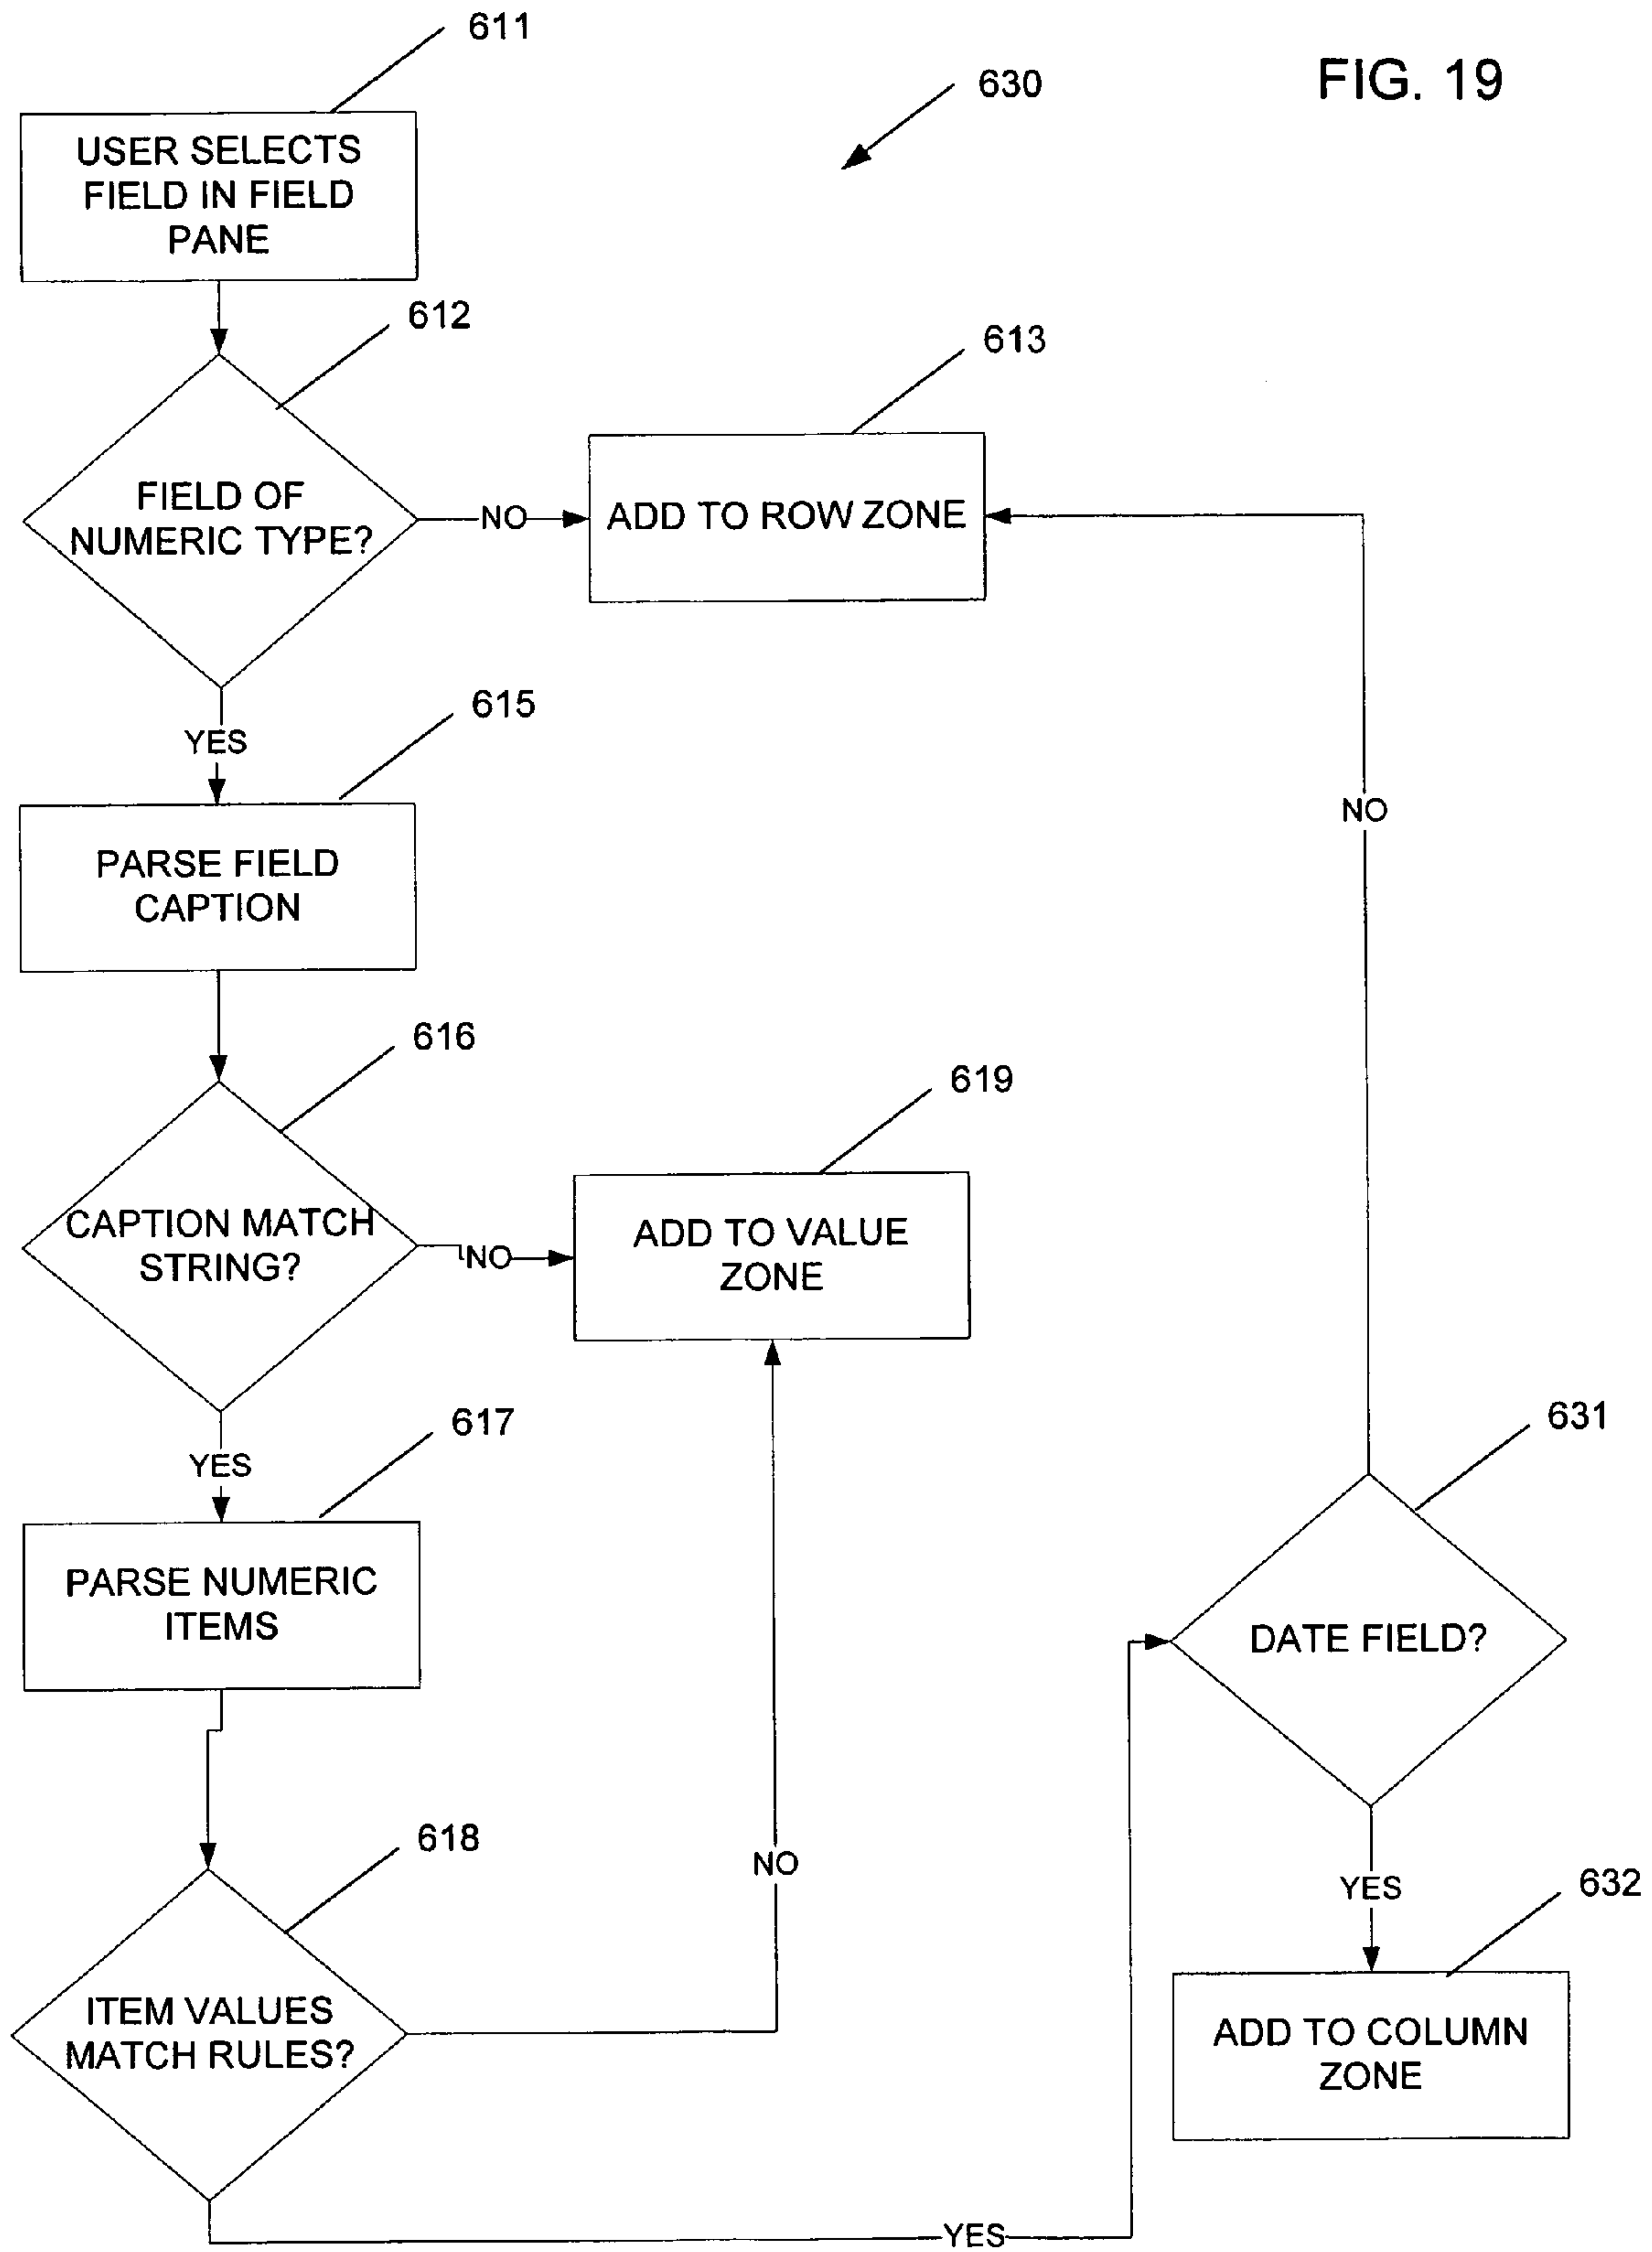 611
630
FIG. 19
USER SELECTS
FIELD IN FIELD
PANE
612
613
FIELD OF
NUMERIC TYPE?
NO
ADD TO ROW ZONE
YES
615
NO
PARSE FIELD
CAPTION
616
619
CAPTION MATCH
STRING?
NO
ADD TO VALUE
ZONE
617
631
YES
PARSE NUMERIC
ITEMS
DATE FIELD?
618
NO
YES
632
ITEM VALUES
MATCH RULES?
ADD TO COLUMN
ZONE
YES